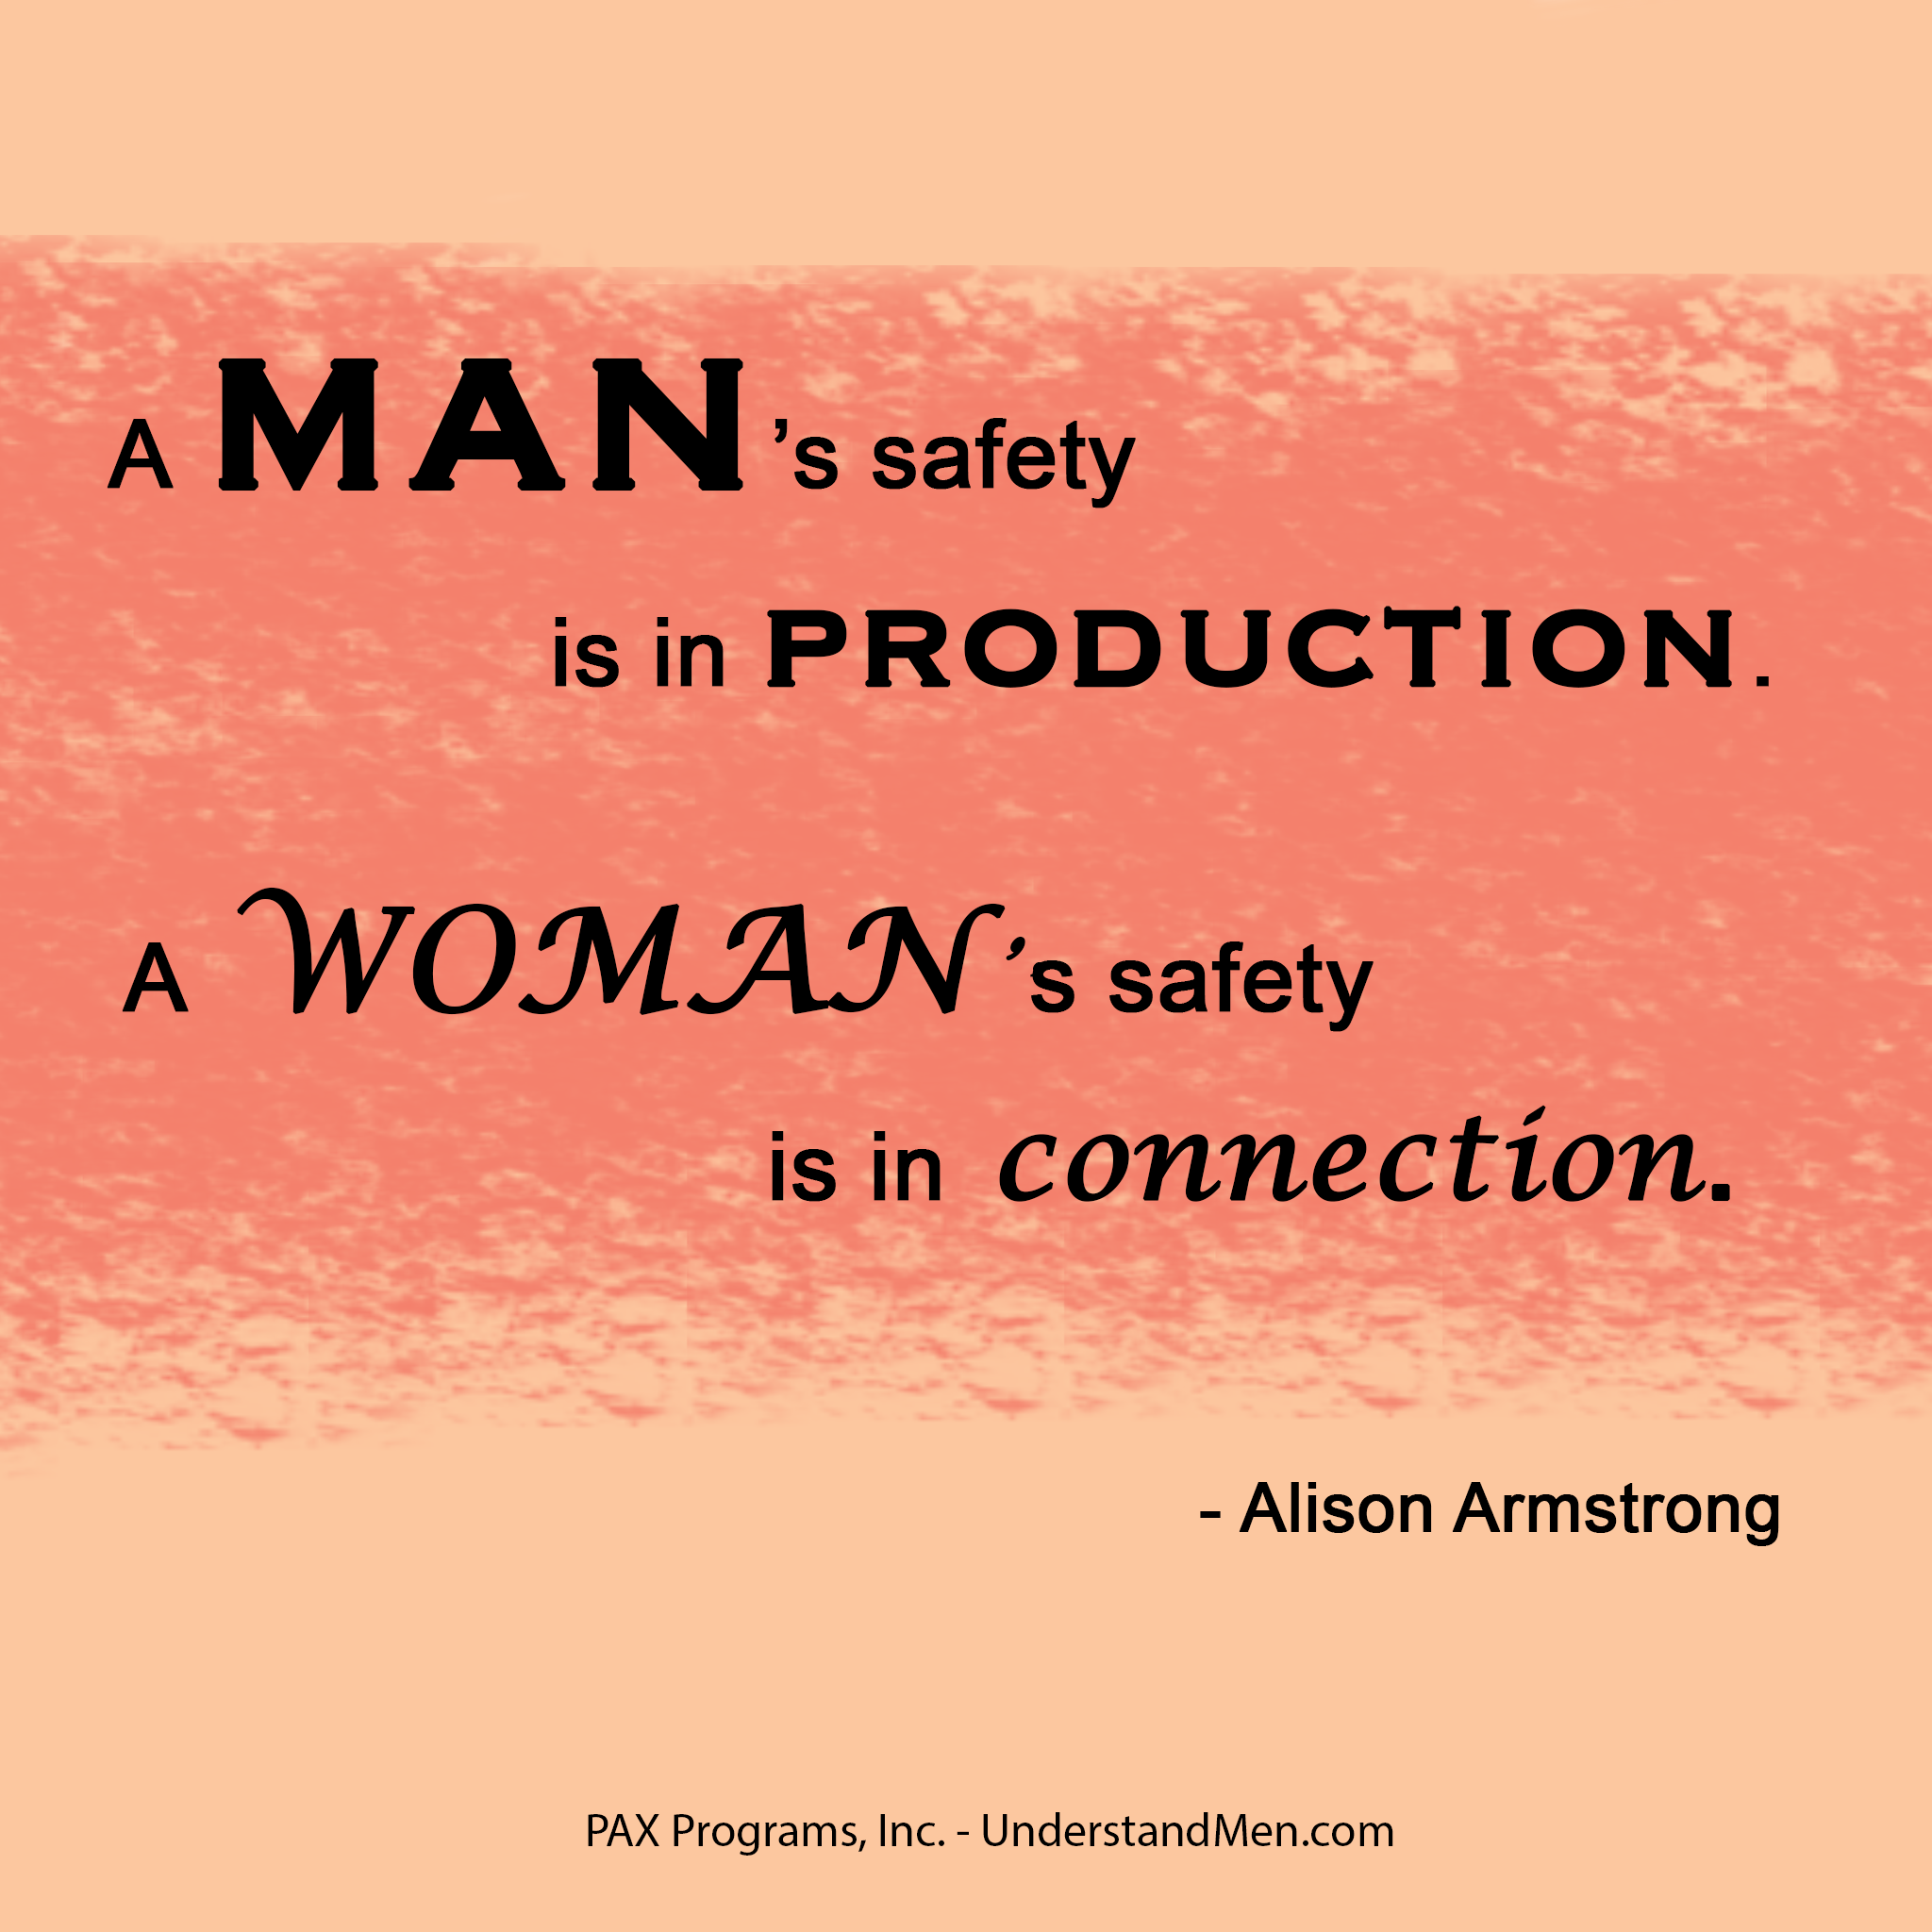 A MAN's safety
is in PRODUCTION.
A WOMAN's safety
is in connection.
- Alison Armstrong
PAX Programs, Inc. - UnderstandMen.com